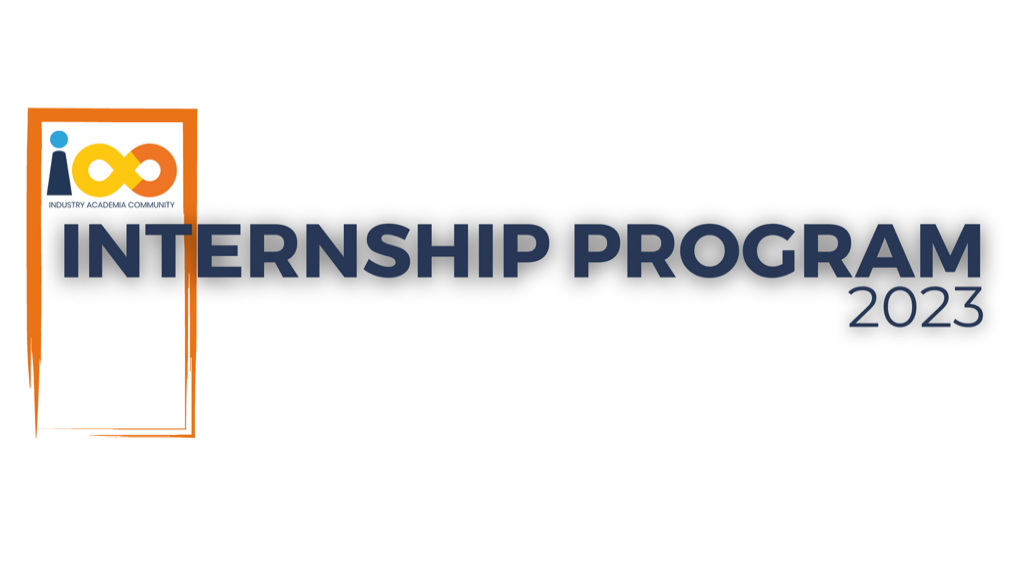 INDUSTRY ACADEMIA COMMUNITY
INTERNSHIP PROGRAM
2023